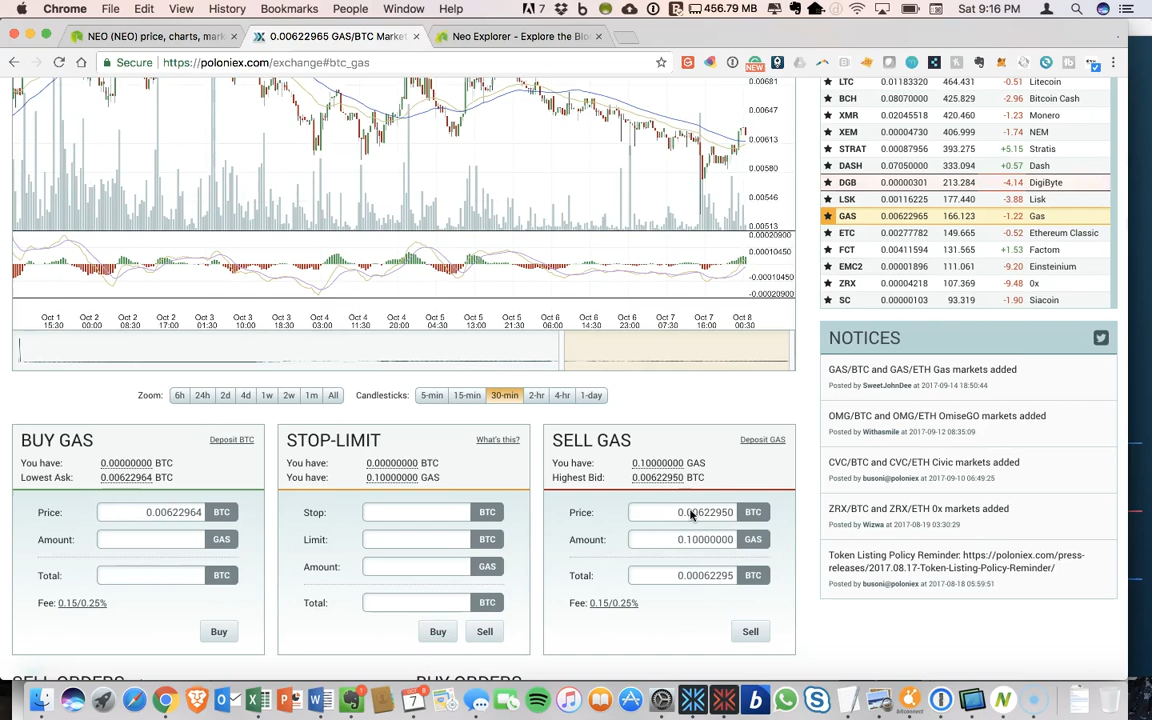 Chrome File Edit View History Bookmarks People Window Help 7 456.79 MB Sat 9:16 PM
NEO (NEO) price, charts, mark
0.00622965 GAS/BTC Market
Neo Explorer - Explore the Blo
Secure https://poloniex.com/exchange#btc_gas
NEW
0.00681
0.00647
0.00613
0.00580
0.00546
0.00513
0.00020900
0.00010450
-0.00010450
-0.00020900
Oct 1 15:30
Oct 2 00:00
Oct 2 08:30
Oct 2 17:00
Oct 3 01:30
Oct 3 10:00
Oct 3 18:30
Oct 4 03:00
Oct 4 11:30
Oct 4 20:00
Oct 5 04:30
Oct 5 13:00
Oct 5 21:30
Oct 6 06:00
Oct 6 14:30
Oct 6 23:00
Oct 7 07:30
Oct 7 16:00
Oct 8 00:30
Zoom: 6h 24h 2d 4d 1w 2w 1m All Candlesticks: 5-min 15-min 30-min 2-hr 4-hr 1-day
LTC 0.01183320 464.431 -0.51 Litecoin
BCH 0.08070000 425.829 -2.96 Bitcoin Cash
XMR 0.02045518 420.460 -1.23 Monero
XEM 0.00004730 406.999 -1.74 NEM
STRAT 0.00087956 393.275 +5.15 Stratis
DASH 0.07050000 333.094 +0.57 Dash
DGB 0.00000301 213.284 -4.14 DigiByte
LSK 0.00116225 177.440 -3.88 Lisk
GAS 0.00622965 166.123 -1.22 Gas
ETC 0.00277782 149.665 -0.52 Ethereum Classic
FCT 0.00411594 131.565 +1.53 Factom
EMC2 0.00001896 111.061 -9.20 Einsteinium
ZRX 0.00004218 107.369 -9.48 0x
SC 0.00000103 93.319 -1.90 Siacoin
NOTICES
GAS/BTC and GAS/ETH Gas markets added
Posted by SweetJohnDee at 2017-09-14 18:50:44
OMG/BTC and OMG/ETH OmiseGO markets added
Posted by Withasmile at 2017-09-12 08:35:09
CVC/BTC and CVC/ETH Civic markets added
Posted by busoni@poloniex at 2017-09-10 06:49:25
ZRX/BTC and ZRX/ETH 0x markets added
Posted by Wizwa at 2017-08-19 03:30:29
Token Listing Policy Reminder: https://poloniex.com/press-
releases/2017.08.17-Token-Listing-Policy-Reminder/
Posted by busoni@poloniex at 2017-08-18 05:59:51
BUY GAS Deposit BTC
You have: 0.00000000 BTC
Lowest Ask: 0.00622964 BTC
Price: 0.00622964 BTC
Amount: GAS
Total: BTC
Fee: 0.15/0.25%
Buy
STOP-LIMIT What's this?
You have: 0.00000000 BTC
You have: 0.10000000 GAS
Stop: BTC
Limit: BTC
Amount: GAS
Total: BTC
Buy Sell
SELL GAS Deposit GAS
You have: 0.10000000 GAS
Highest Bid: 0.00622950 BTC
Price: 0.00622950 BTC
Amount: 0.10000000 GAS
Total: 0.00062295 BTC
Fee: 0.15/0.25%
Sell
SELL ORDERS
BUY ORDERS